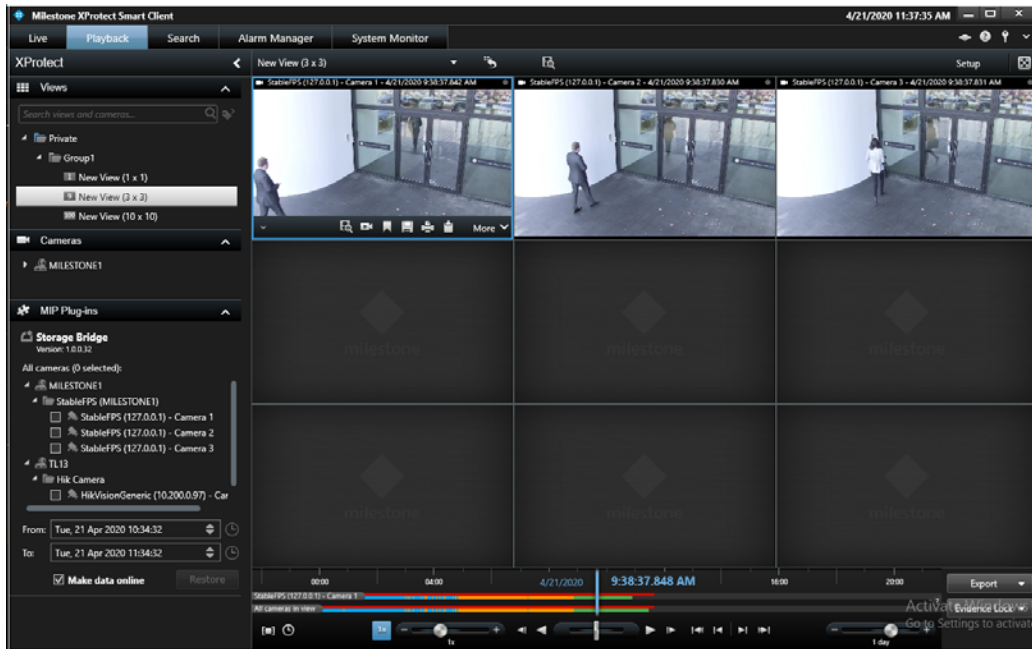 Milestone XProtect Smart Client
4/21/2020 11:37:35 AM
Live
Playback
Search
Alarm Manager
System Monitor
XProtect
New View (3 x 3)
Setup
Views
Search views and cameras...
Private
Group1
New View (1 x 1)
New View (3 x 3)
New View (10 x 10)
Cameras
MILESTONE1
MIP Plug-ins
Storage Bridge
Version: 1.0.0.32
All cameras (0 selected):
MILESTONE1
StableFPS (MILESTONE1)
StableFPS (127.0.0.1) - Camera 1
StableFPS (127.0.0.1) - Camera 2
StableFPS (127.0.0.1) - Camera 3
TL13
Hik Camera
HikVisionGeneric (10.200.0.97) - Car
From: Tue, 21 Apr 2020 10:34:32
To: Tue, 21 Apr 2020 11:34:32
Make data online
Restore
StableFPS (127.0.0.1) - Camera 1 - 4/21/2020 9:38:37.842 AM
StableFPS (127.0.0.1) - Camera 2 - 4/21/2020 9:38:37.830 AM
StableFPS (127.0.0.1) - Camera 3 - 4/21/2020 9:38:37.831 AM
More
milestone
milestone
milestone
milestone
milestone
milestone
00:00
04:00
4/21/2020
9:38:37.848 AM
16:00
20:00
StableFPS (127.0.0.1) - Camera 1
All cameras in view
1x
1x
1 day
Export
Evidence Lock
Activate Windows
Go to Settings to activate